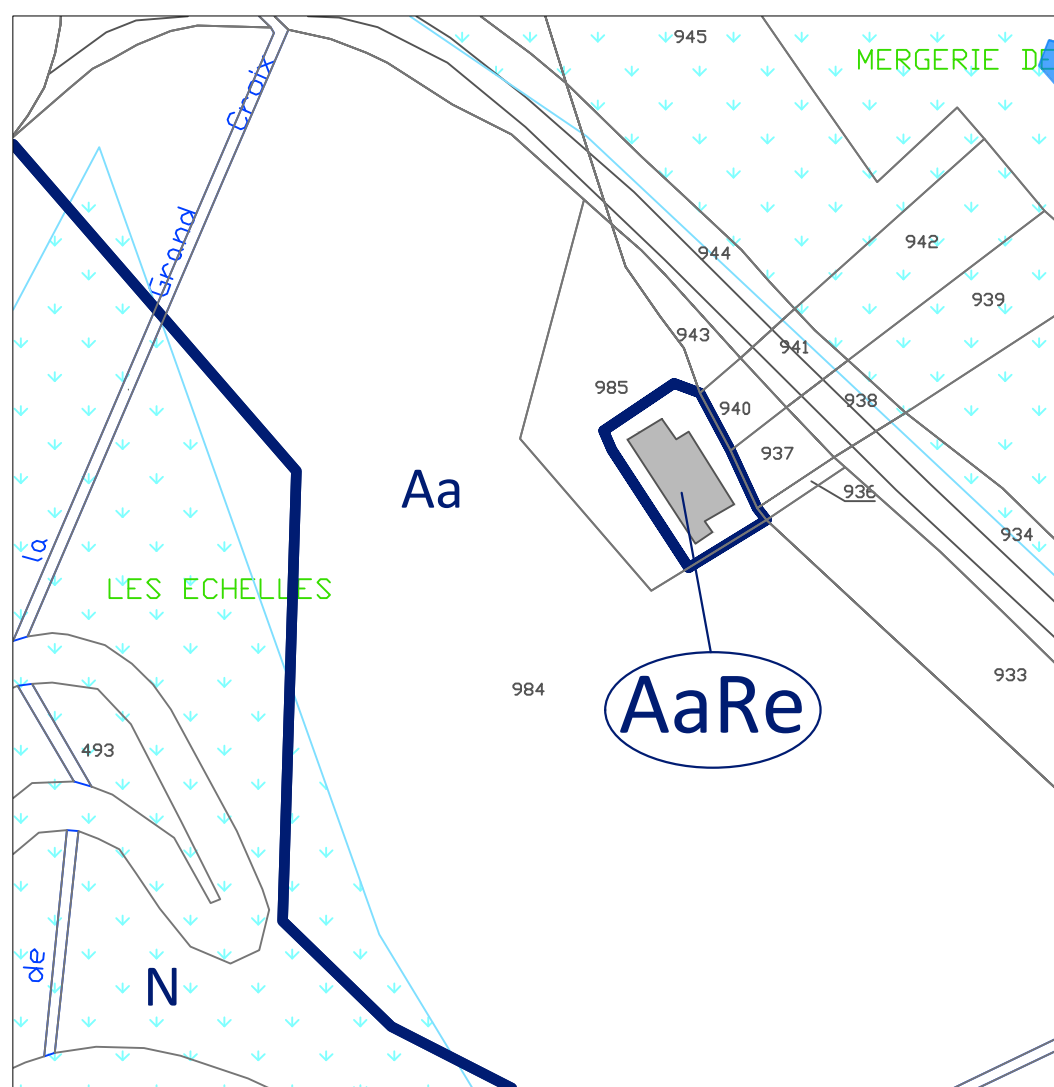 945
MERGERIE DE
Croix
Grand
942
944
939
943
941
985
938
940
937
Aa
936
934
la
LES ECHELLES
933
984
AaRe
493
de
N